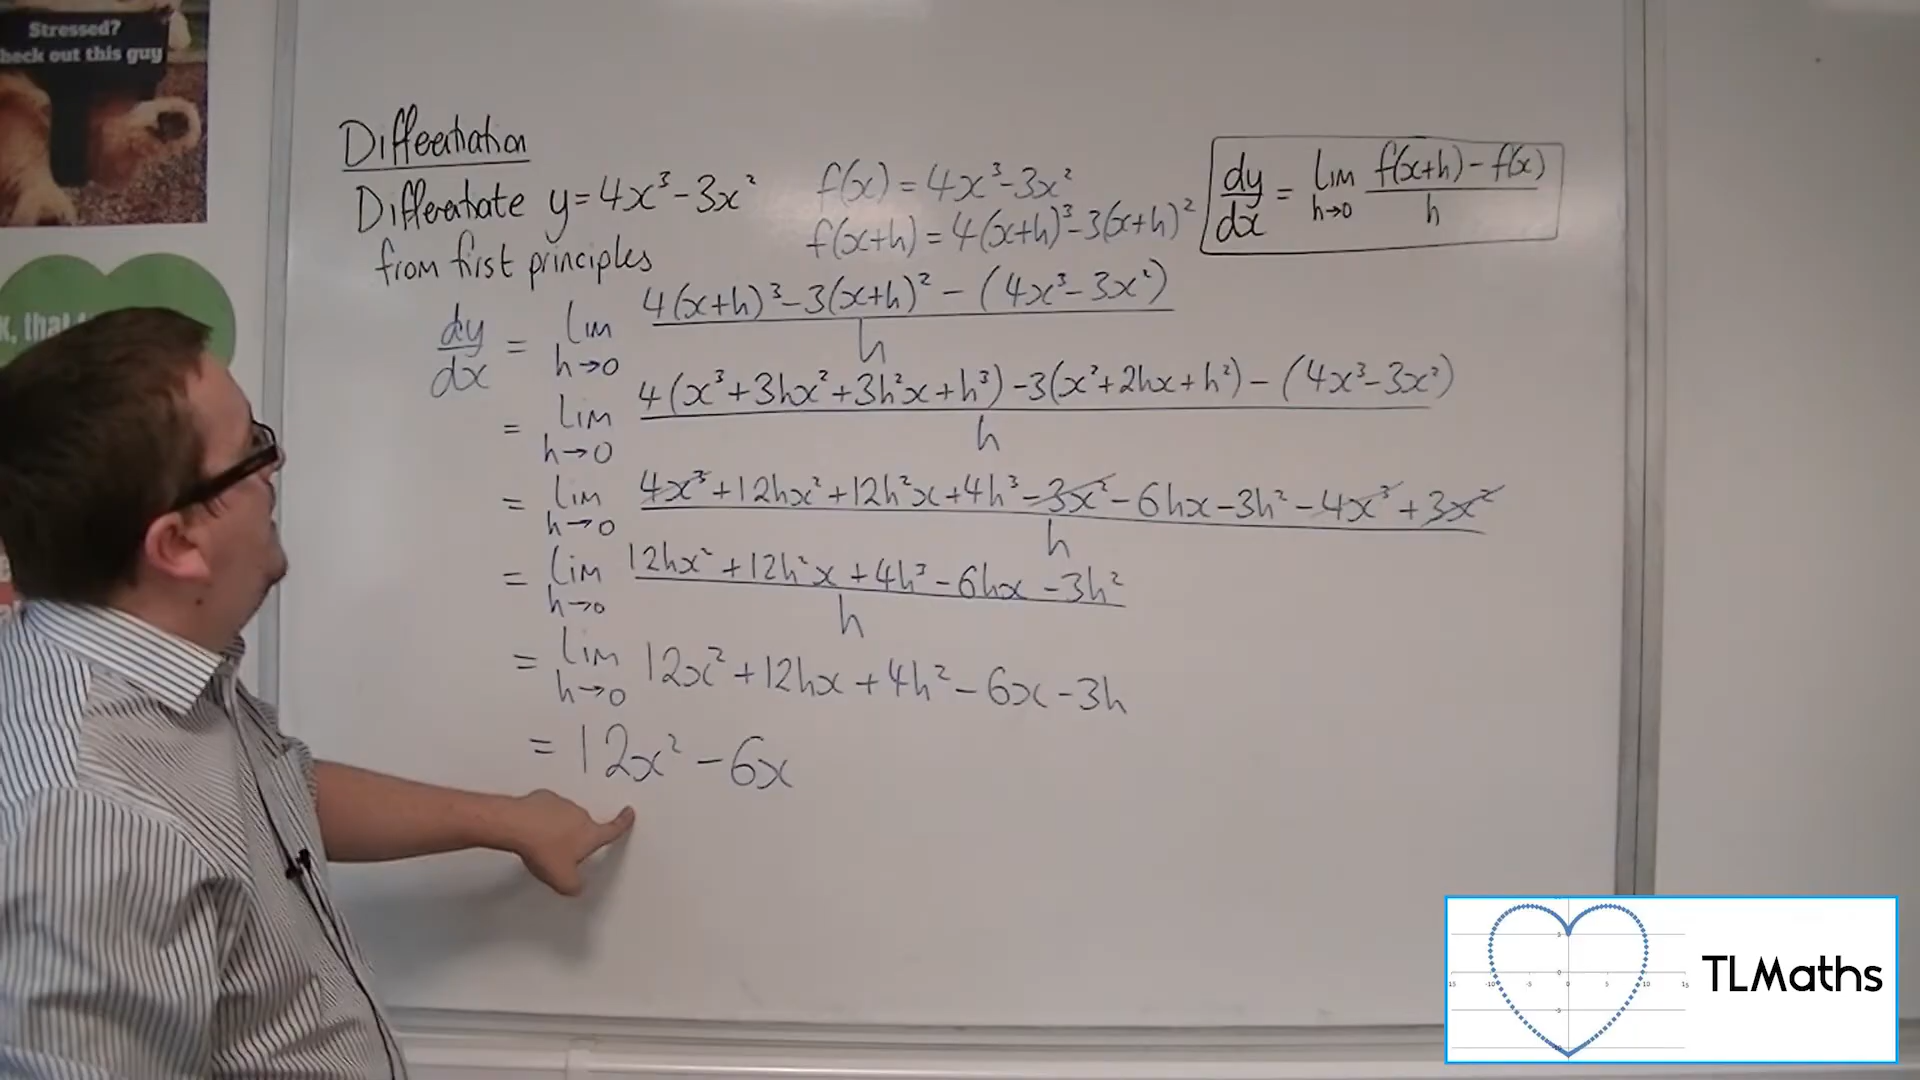 Stressed?
heck out this guy
k, that
Differentiation
Differentiate y = 4x³ - 3x²
from first principles
f(x) = 4x³ - 3x²
f(x+h) = 4(x+h)³ - 3(x+h)²
dy/dx = lim h→0 (f(x+h) - f(x))/h
dy/dx = lim h→0 (4(x+h)³ - 3(x+h)² - (4x³ - 3x²))/h
= lim h→0 (4(x³ + 3hx² + 3h²x + h³) - 3(x² + 2hx + h²) - (4x³ - 3x²))/h
= lim h→0 (4x³ + 12hx² + 12h²x + 4h³ - 3x² - 6hx - 3h² - 4x³ + 3x²)/h
= lim h→0 (12hx² + 12h²x + 4h³ - 6hx - 3h²)/h
= lim h→0 12x² + 12hx + 4h² - 6x - 3h
= 12x² - 6x
TLMaths